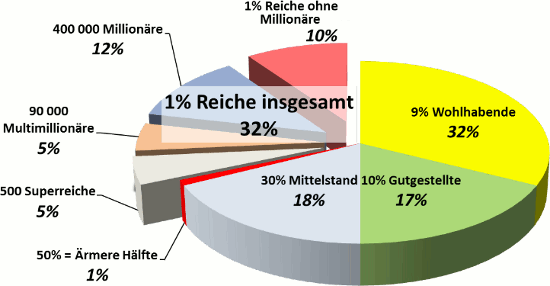 1% Reiche ohne
Millionäre
10%
400 000 Millionäre
12%
1% Reiche insgesamt
32%
9% Wohlhabende
32%
90 000
Multimillionäre
5%
30% Mittelstand
18%
10% Gutgestellte
17%
500 Superreiche
5%
50% = Ärmere Hälfte
1%